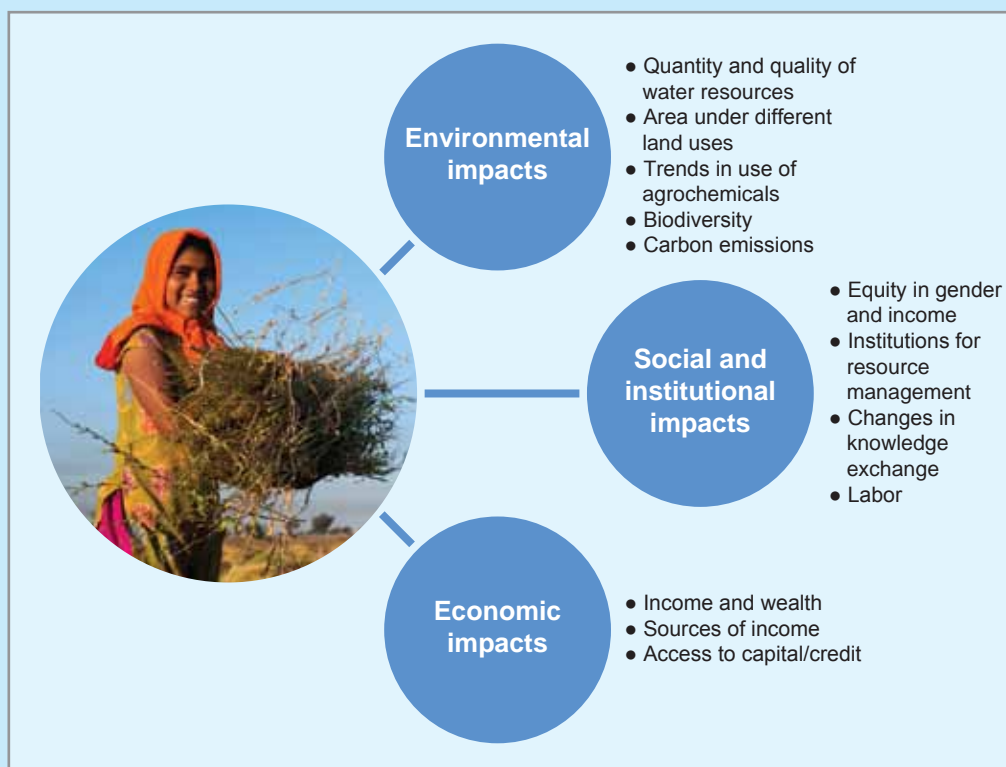 Environmental
impacts
● Quantity and quality of
water resources
● Area under different
land uses
● Trends in use of
agrochemicals
● Biodiversity
● Carbon emissions
Social and
institutional
impacts
● Equity in gender
and income
● Institutions for
resource
management
● Changes in
knowledge
exchange
● Labor
Economic
impacts
● Income and wealth
● Sources of income
● Access to capital/credit